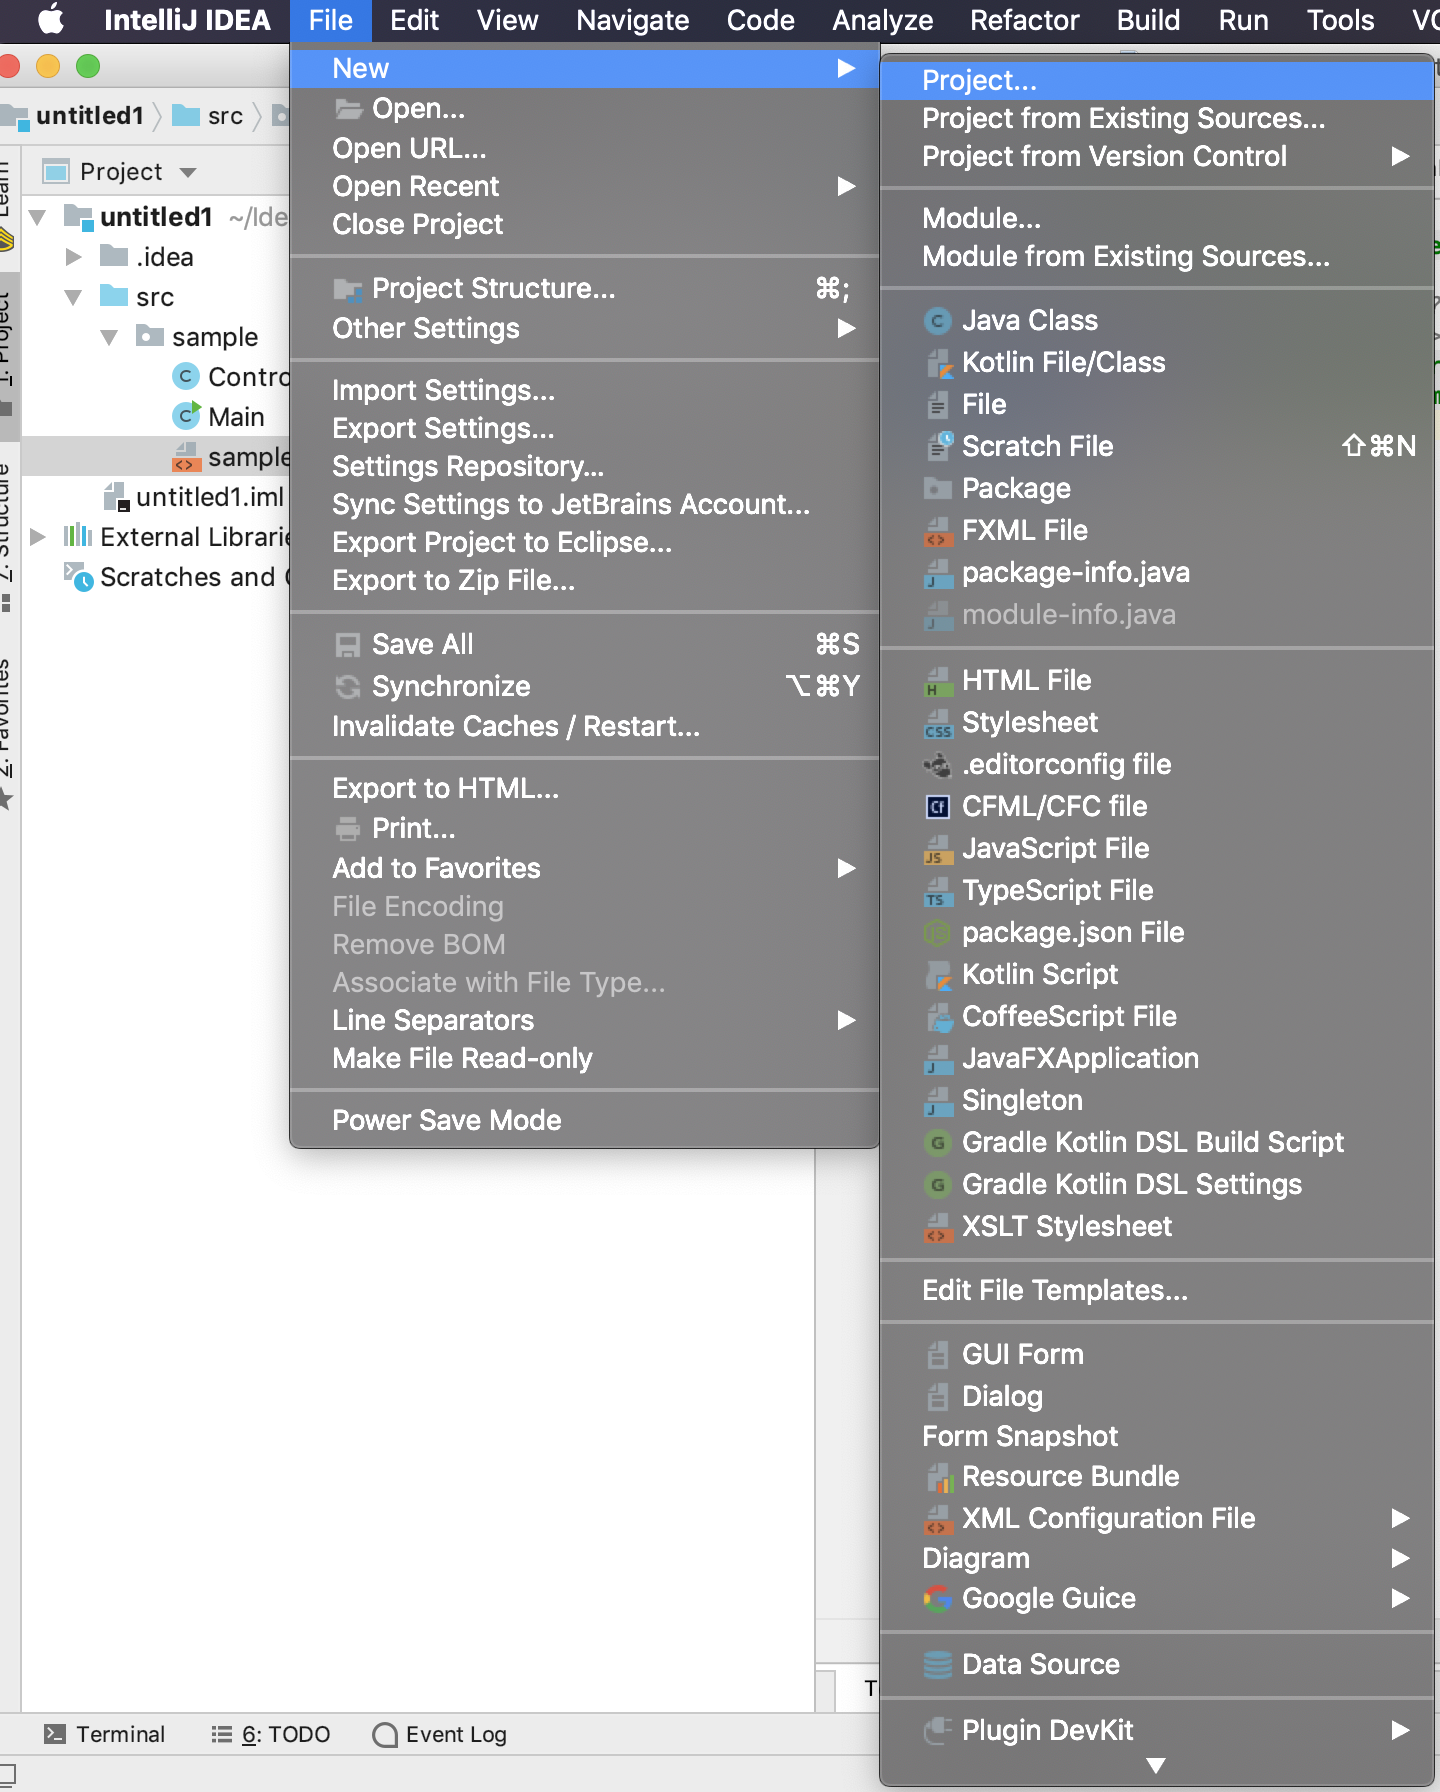 IntelliJ IDEA File Edit View Navigate Code Analyze Refactor Build Run Tools
untitled1 src
Learn
1: Project
7: Structure
2: Favorites
Project
untitled1 ~/Ide
.idea
src
sample
Contro
Main
sample
untitled1.iml
External Librarie
Scratches and
New
Open...
Open URL...
Open Recent
Close Project
Project Structure... ⌘;
Other Settings
Import Settings...
Export Settings...
Settings Repository...
Sync Settings to JetBrains Account...
Export Project to Eclipse...
Export to Zip File...
Save All ⌘S
Synchronize ⌥⌘Y
Invalidate Caches / Restart...
Export to HTML...
Print...
Add to Favorites
File Encoding
Remove BOM
Associate with File Type...
Line Separators
Make File Read-only
Power Save Mode
Project...
Project from Existing Sources...
Project from Version Control
Module...
Module from Existing Sources...
Java Class
Kotlin File/Class
File
Scratch File ⇧⌘N
Package
FXML File
package-info.java
module-info.java
HTML File
Stylesheet
.editorconfig file
CFML/CFC file
JavaScript File
TypeScript File
package.json File
Kotlin Script
CoffeeScript File
JavaFXApplication
Singleton
Gradle Kotlin DSL Build Script
Gradle Kotlin DSL Settings
XSLT Stylesheet
Edit File Templates...
GUI Form
Dialog
Form Snapshot
Resource Bundle
XML Configuration File
Diagram
Google Guice
Data Source
Plugin DevKit
Terminal 6: TODO Event Log